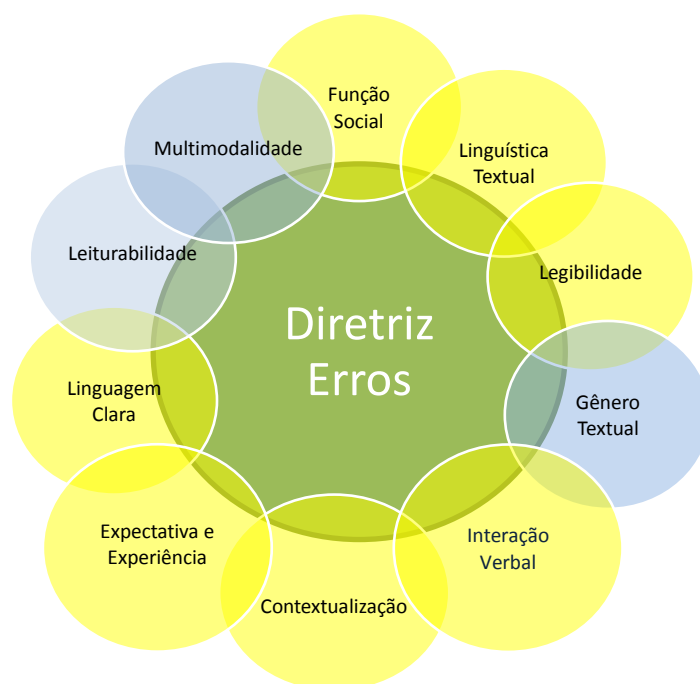 Função
Social
Linguística
Textual
Legibilidade
Gênero
Textual
Interação
Verbal
Contextualização
Expectativa e
Experiência
Linguagem
Clara
Leiturabilidade
Multimodalidade
Diretriz
Erros